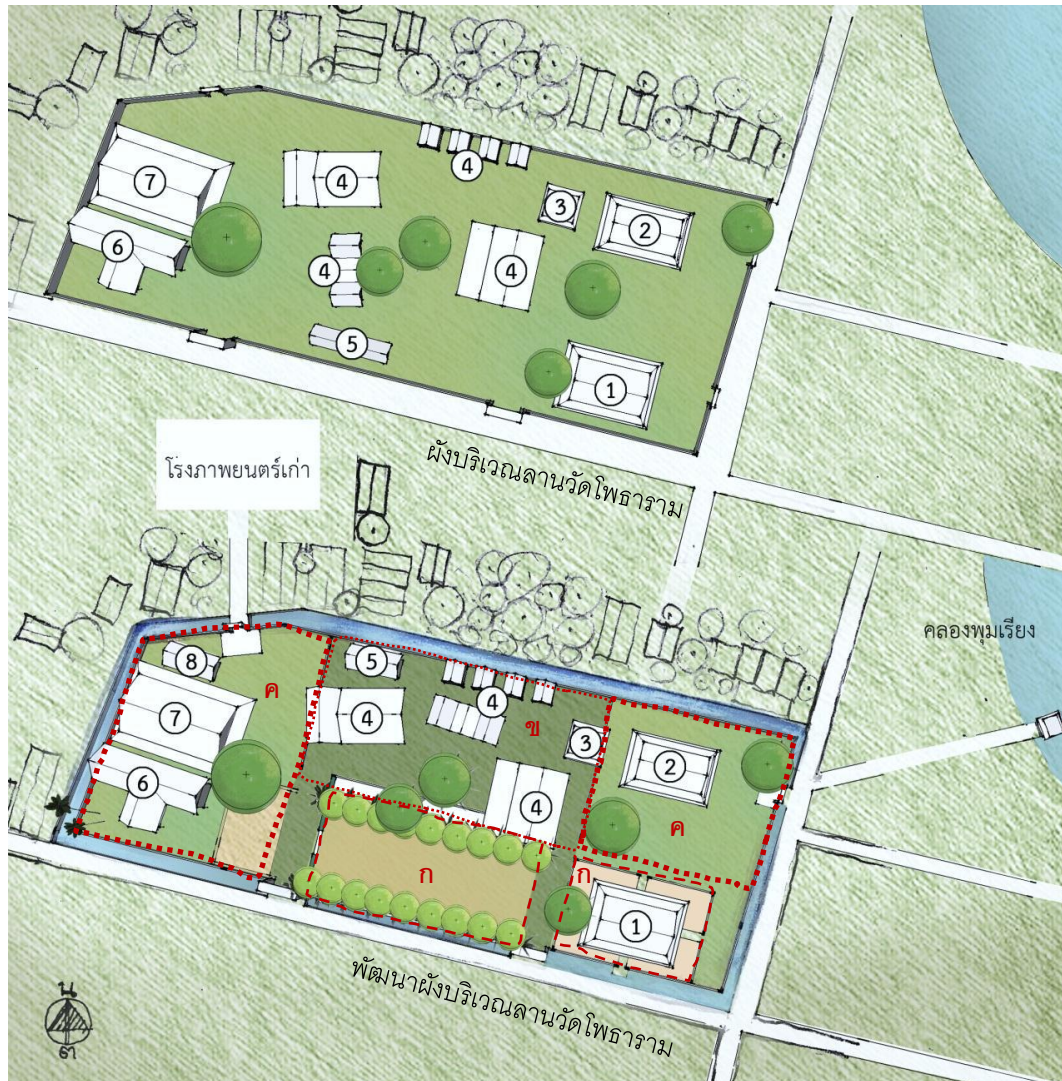 7
4
4
3
2
6
4
4
5
1
ผังบริเวณลานวัดโพธาราม
โรงภาพยนตร์เก่า
คลองพุมเรียง
8
5
ค
4
7
4
ข
3
2
6
4
ค
ก
ก
1
พัฒนาผังบริเวณลานวัดโพธาราม
น
ต